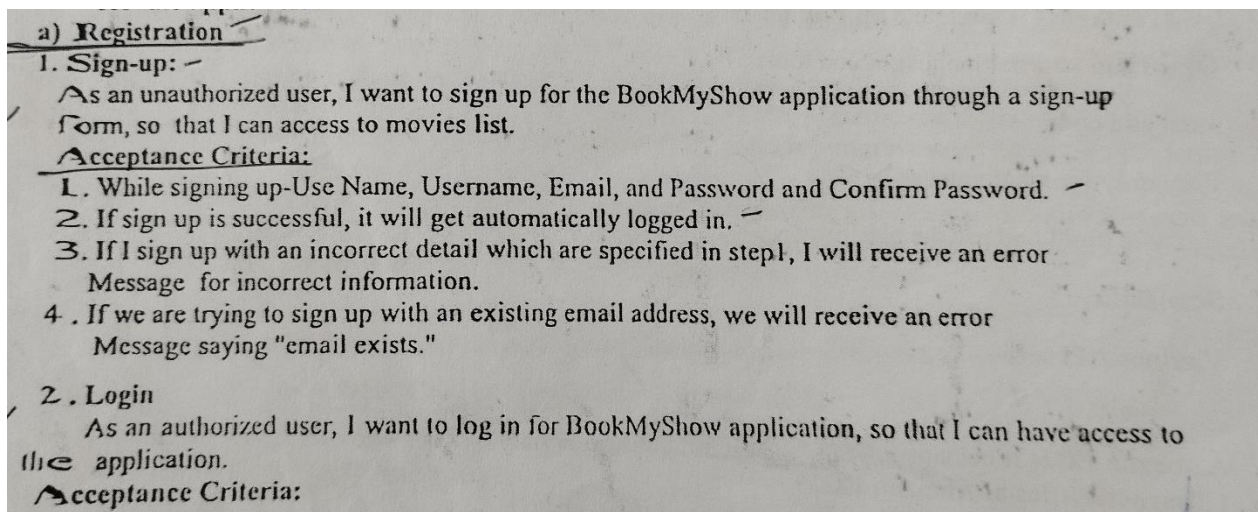 a) Registration
1. Sign-up:
As an unauthorized user, I want to sign up for the BookMyShow application through a sign-up
form, so that I can access to movies list.
Acceptance Criteria:
1. While signing up-Use Name, Username, Email, and Password and Confirm Password.
2. If sign up is successful, it will get automatically logged in.
3. If I sign up with an incorrect detail which are specified in step1, I will receive an error
Message for incorrect information.
4. If we are trying to sign up with an existing email address, we will receive an error
Message saying "email exists."
2. Login
As an authorized user, I want to log in for BookMyShow application, so that I can have access to
the application.
Acceptance Criteria: